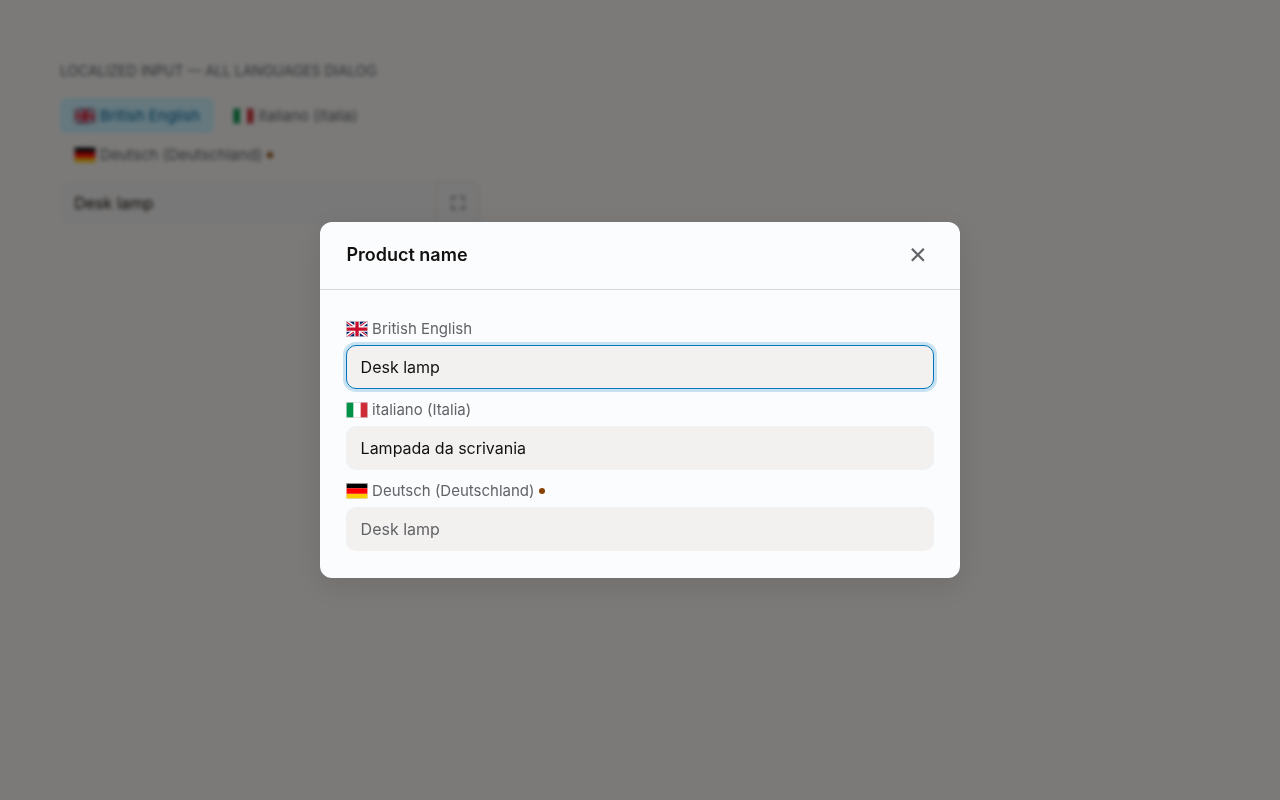 LOCALIZED INPUT — ALL LANGUAGES DIALOG
British English
italiano (Italia)
Deutsch (Deutschland)
Desk lamp
Product name
British English
Desk lamp
italiano (Italia)
Lampada da scrivania
Deutsch (Deutschland)
Desk lamp